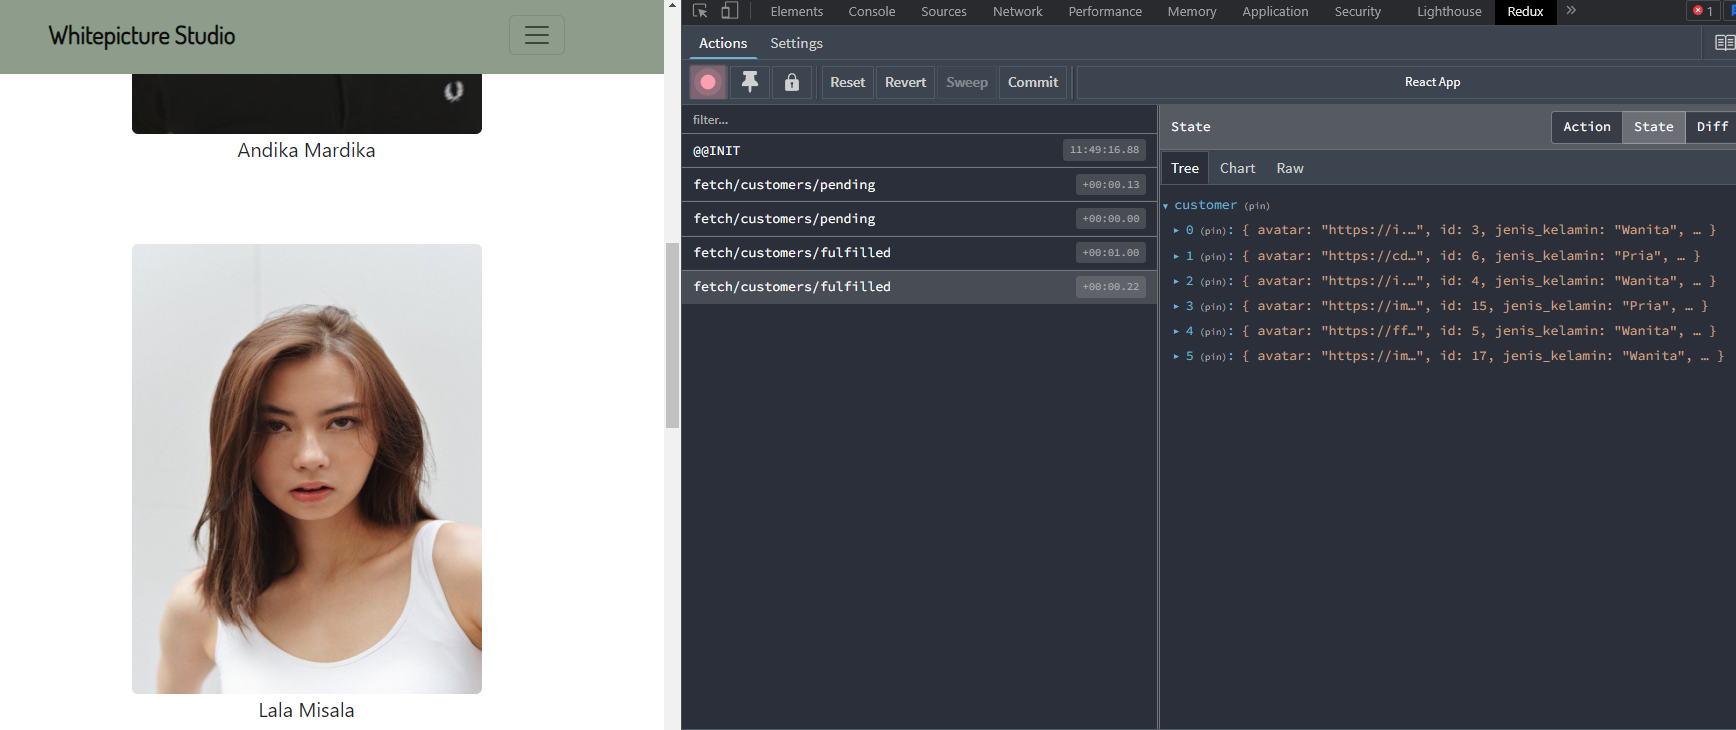 Whitepicture Studio
Andika Mardika
Lala Misala
Elements Console Sources Network Performance Memory Application Security Lighthouse Redux 1
Actions Settings
Reset Revert Sweep Commit React App
filter...
@@INIT 11:49:16.88
fetch/customers/pending +00:00.13
fetch/customers/pending +00:00.00
fetch/customers/fulfilled +00:01.00
fetch/customers/fulfilled +00:00.22
State Action State Diff
Tree Chart Raw
customer (pin)
0 (pin): { avatar: "https://i.…", id: 3, jenis_kelamin: "Wanita", … }
1 (pin): { avatar: "https://cd…", id: 6, jenis_kelamin: "Pria", … }
2 (pin): { avatar: "https://i.…", id: 4, jenis_kelamin: "Wanita", … }
3 (pin): { avatar: "https://im…", id: 15, jenis_kelamin: "Pria", … }
4 (pin): { avatar: "https://ff…", id: 5, jenis_kelamin: "Wanita", … }
5 (pin): { avatar: "https://im…", id: 17, jenis_kelamin: "Wanita", … }